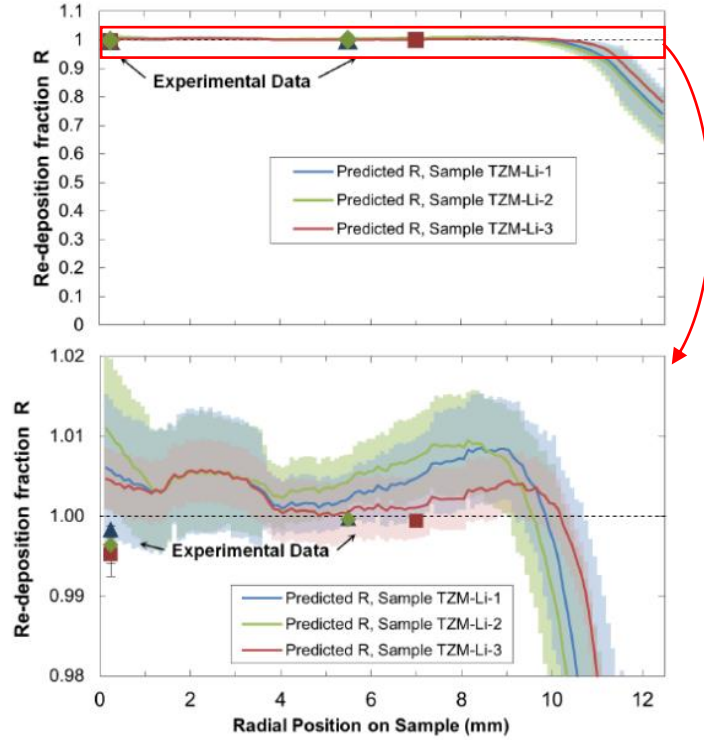 Re-deposition fraction R
1.1
1
0.9
0.8
0.7
0.6
0.5
0.4
0.3
0.2
0.1
0
Experimental Data
Predicted R, Sample TZM-Li-1
Predicted R, Sample TZM-Li-2
Predicted R, Sample TZM-Li-3
Re-deposition fraction R
1.02
1.01
1.00
0.99
0.98
Experimental Data
Predicted R, Sample TZM-Li-1
Predicted R, Sample TZM-Li-2
Predicted R, Sample TZM-Li-3
0 2 4 6 8 10 12
Radial Position on Sample (mm)